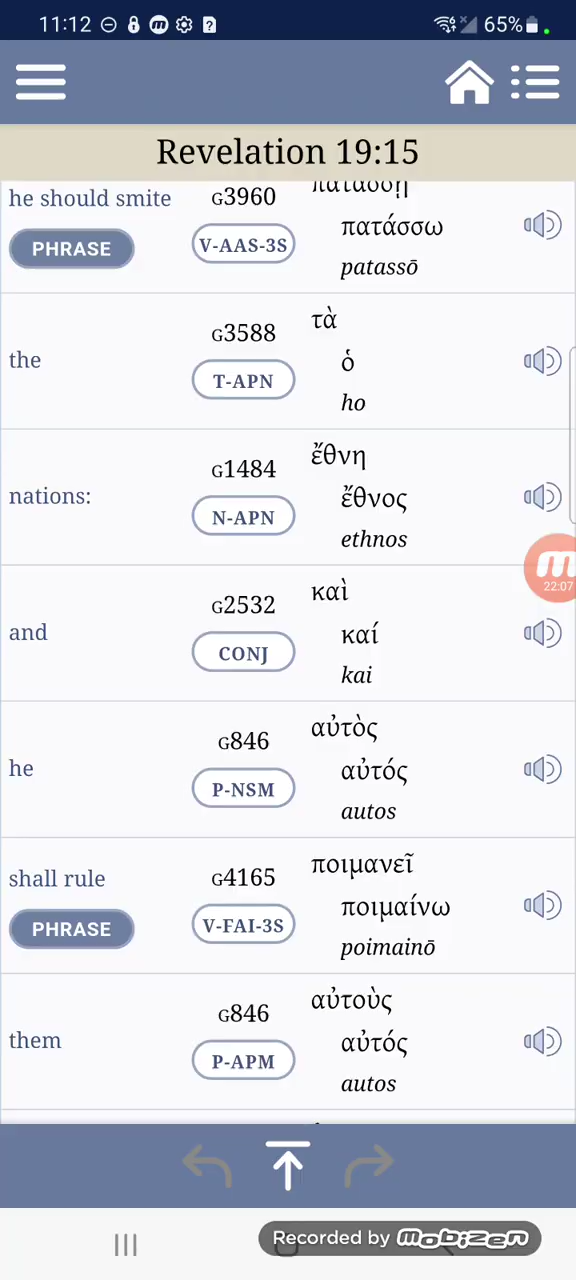 11:12 65%
Revelation 19:15
he should smite G3960 πατάσσῃ
PHRASE V-AAS-3S πατάσσω
patassō
the G3588 τὰ
T-APN ὁ
ho
nations: G1484 ἔθνη
N-APN ἔθνος
ethnos
and G2532 καὶ
CONJ καί
kai
he G846 αὐτὸς
P-NSM αὐτός
autos
shall rule G4165 ποιμανεῖ
PHRASE V-FAI-3S ποιμαίνω
poimainō
them G846 αὐτοὺς
P-APM αὐτός
autos
22:07
Recorded by mobizen